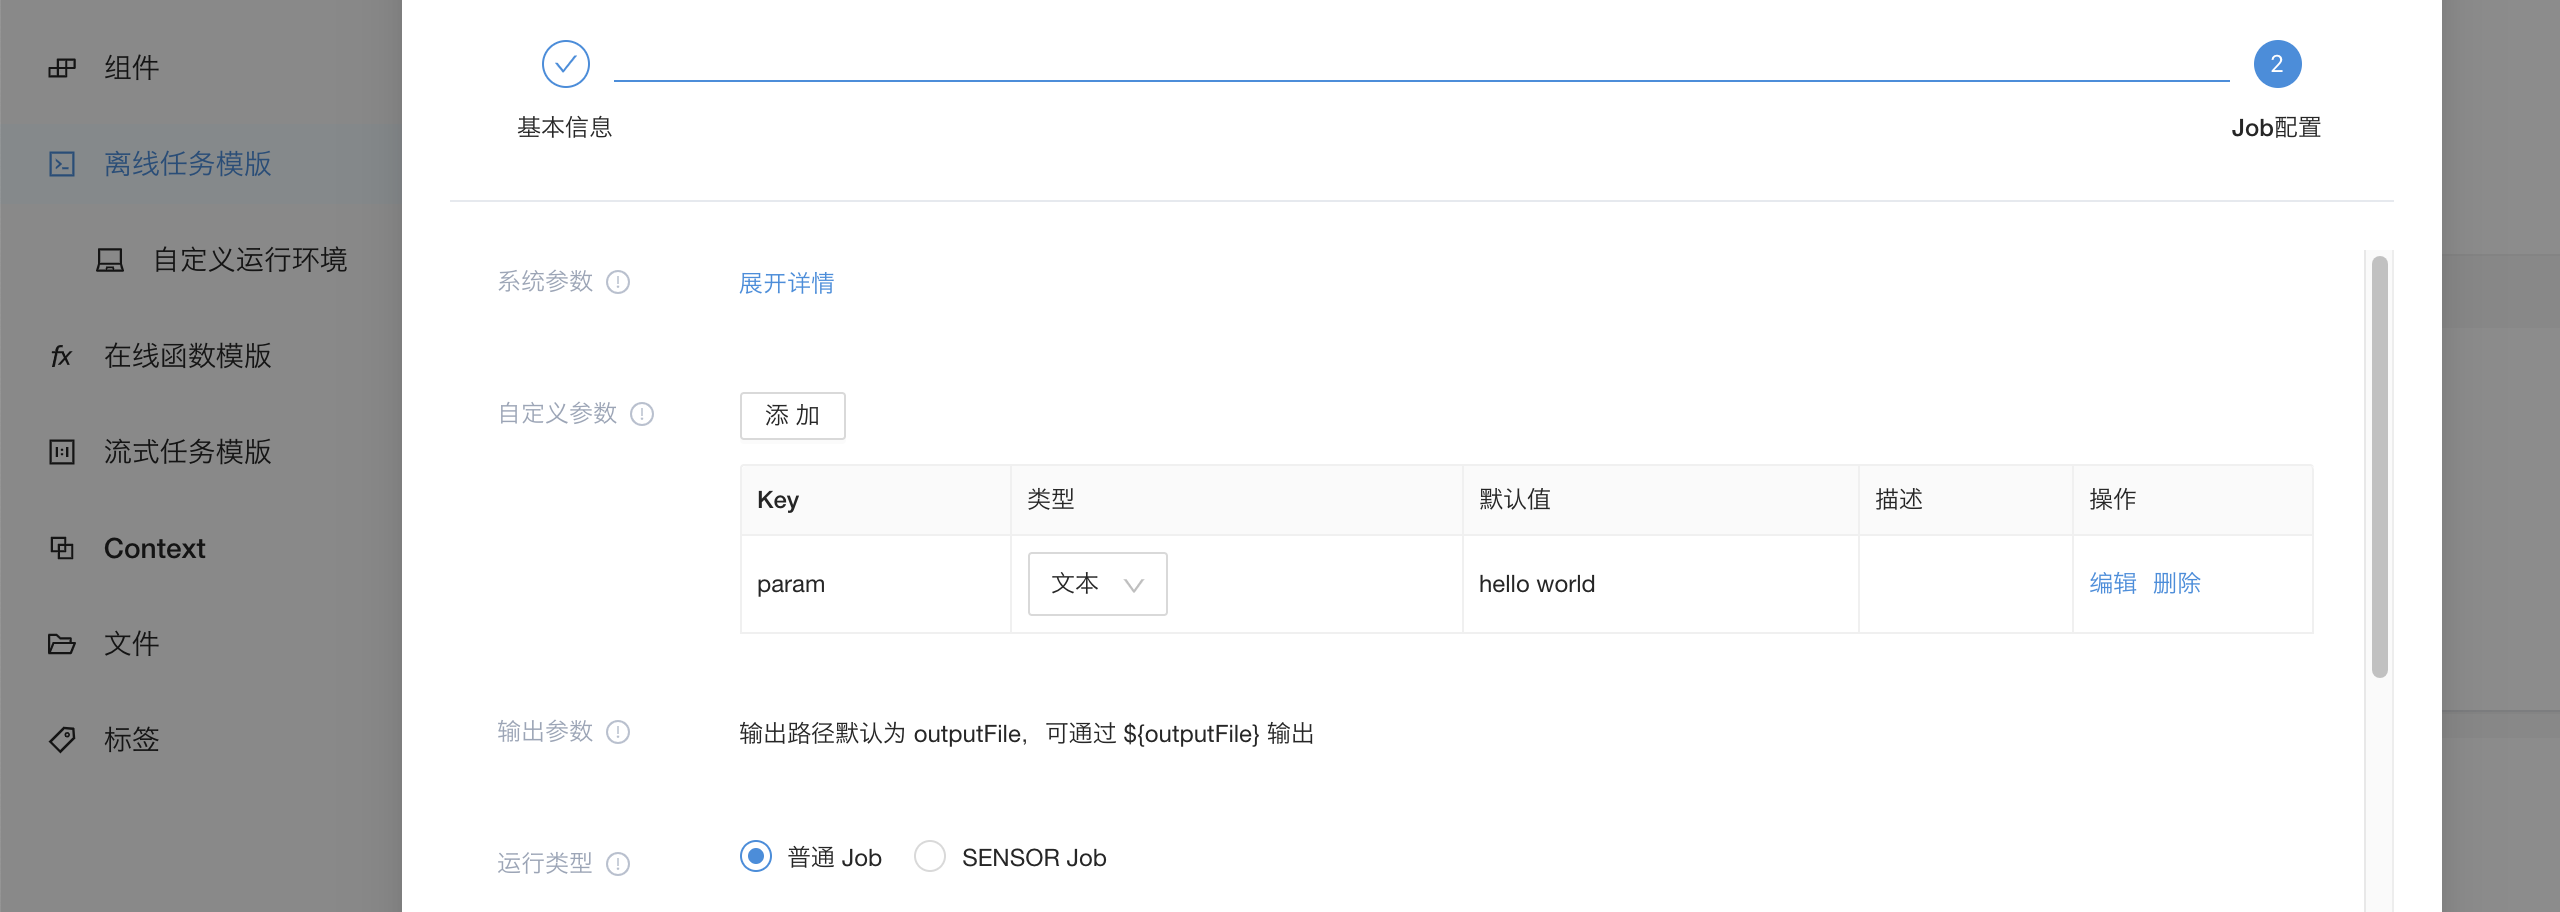 组件
离线任务模版
自定义运行环境
fx 在线函数模版
流式任务模版
Context
文件
标签
2
基本信息
Job配置
系统参数 展开详情
自定义参数 添 加
Key 类型 默认值 描述 操作
param 文本 hello world 编辑 删除
输出参数 输出路径默认为 outputFile，可通过 ${outputFile} 输出
运行类型 普通 Job SENSOR Job